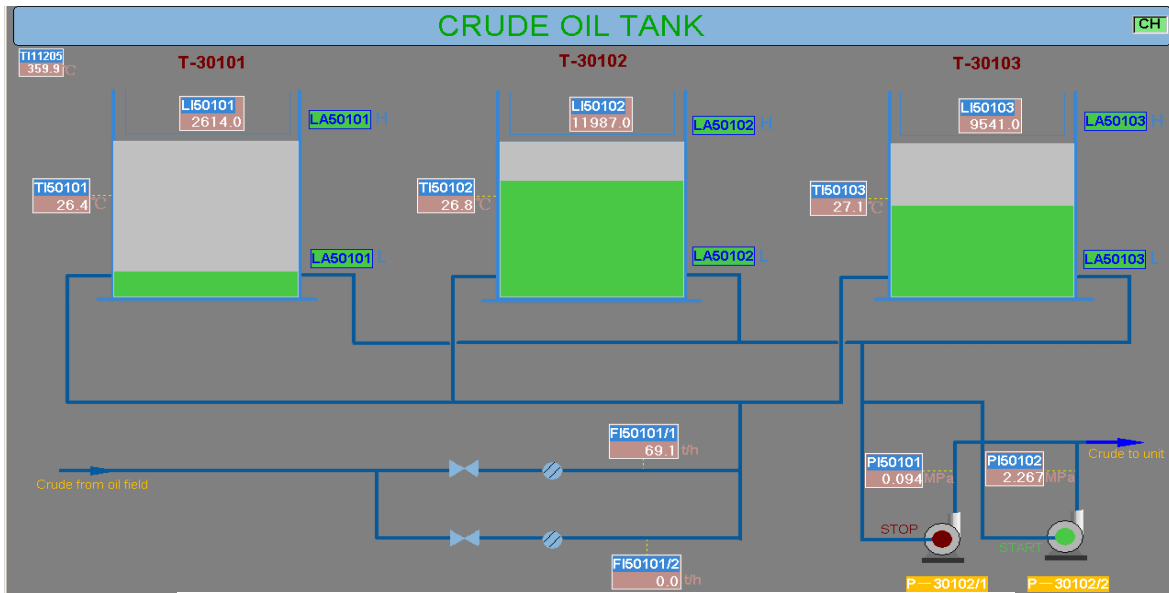 CRUDE OIL TANK
CH
TI11205
359.9 ℃
T-30101
T-30102
T-30103
LI50101
2614.0
LA50101 H
LI50102
11987.0
LA50102 H
LI50103
9541.0
LA50103 H
TI50101
26.4 ℃
TI50102
26.8 ℃
TI50103
27.1 ℃
LA50101 L
LA50102 L
LA50103 L
FI50101/1
69.1 t/h
Crude from oil field
PI50101
0.094 MPa
PI50102
2.267 MPa
Crude to unit
STOP
START
FI50101/2
0.0 t/h
P—30102/1
P—30102/2